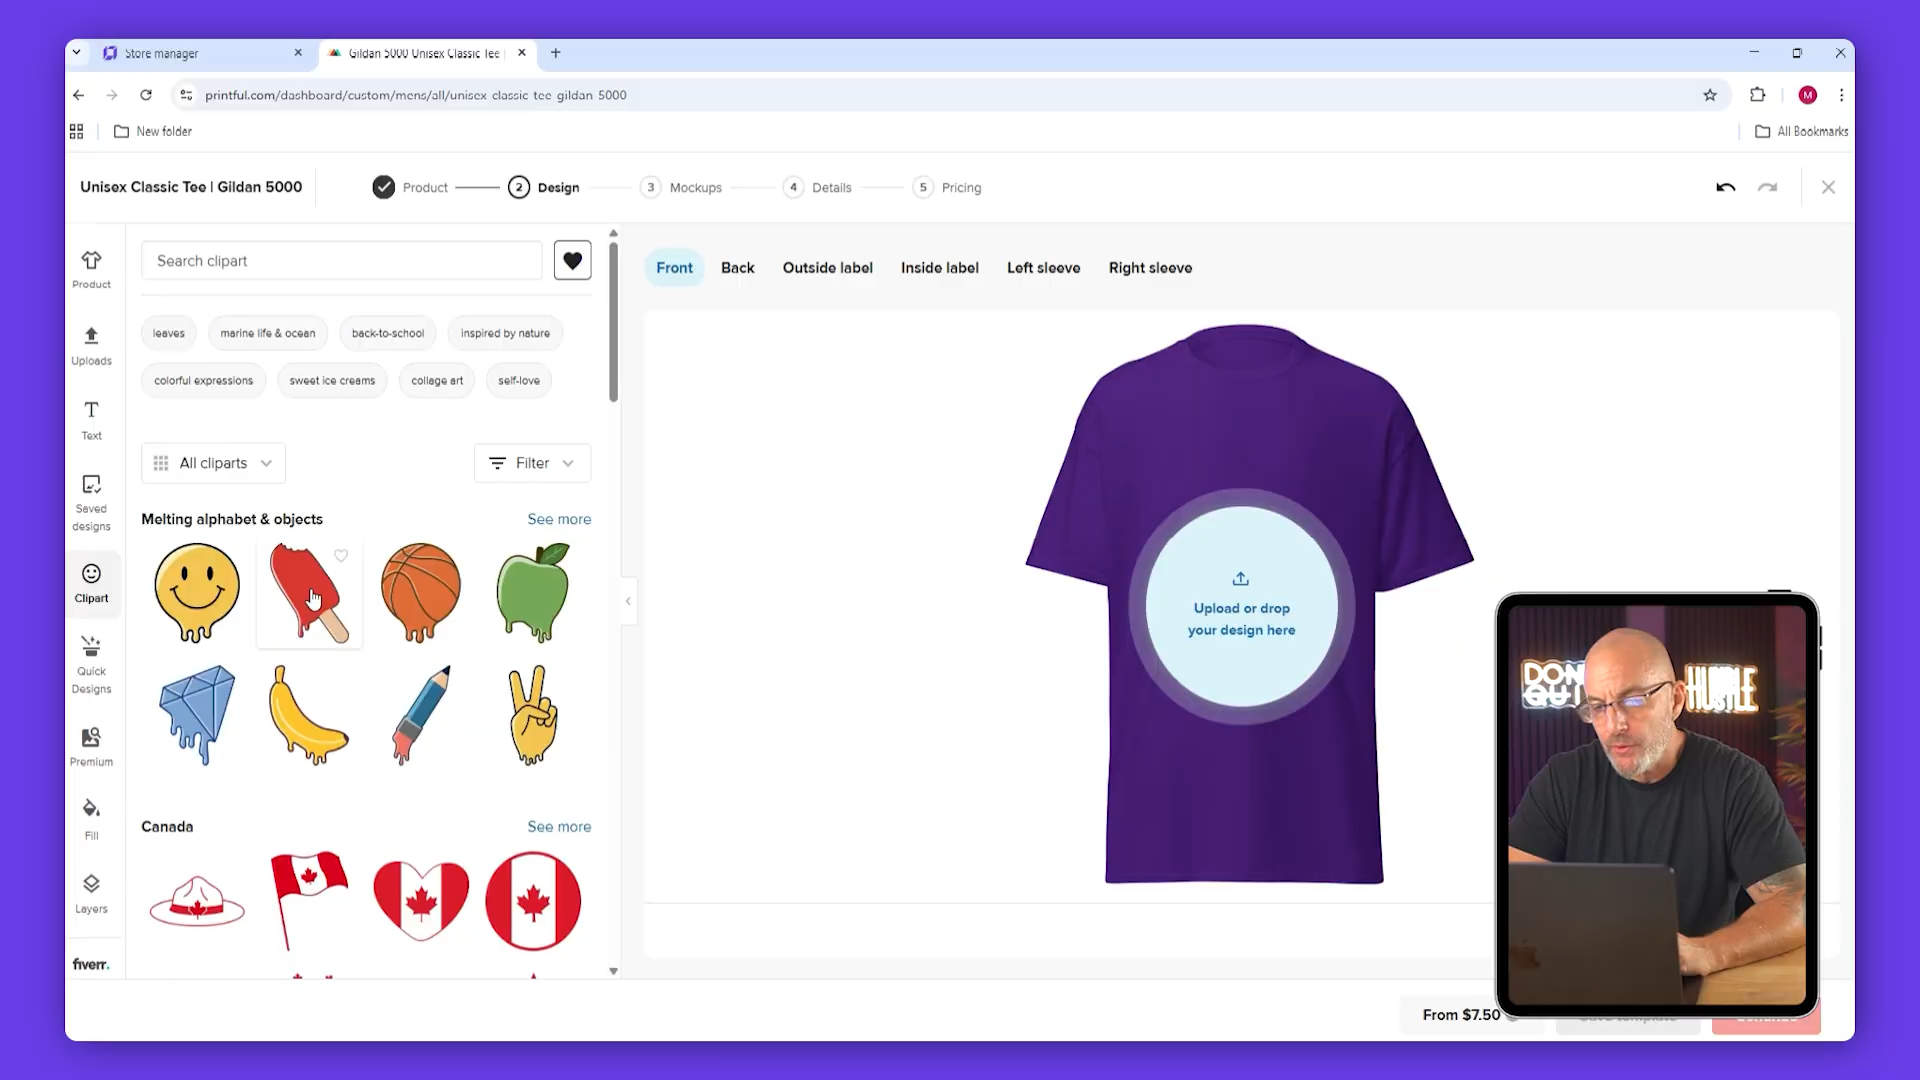 Store manager
Gildan 5000 Unisex Classic Tee
printful.com/dashboard/custom/mens/all/unisex-classic-tee-gildan-5000
M
New folder
All Bookmarks
Unisex Classic Tee | Gildan 5000
Product
2
Design
3
Mockups
4
Details
5
Pricing
Product
Uploads
Text
Saved
designs
Clipart
Quick
Designs
Premium
Fill
Layers
fiverr.
Search clipart
leaves
marine life & ocean
back-to-school
inspired by nature
colorful expressions
sweet ice creams
collage art
self-love
All cliparts
Filter
Melting alphabet & objects
See more
Canada
See more
Front
Back
Outside label
Inside label
Left sleeve
Right sleeve
Upload or drop
your design here
HUSTLE
From $7.50